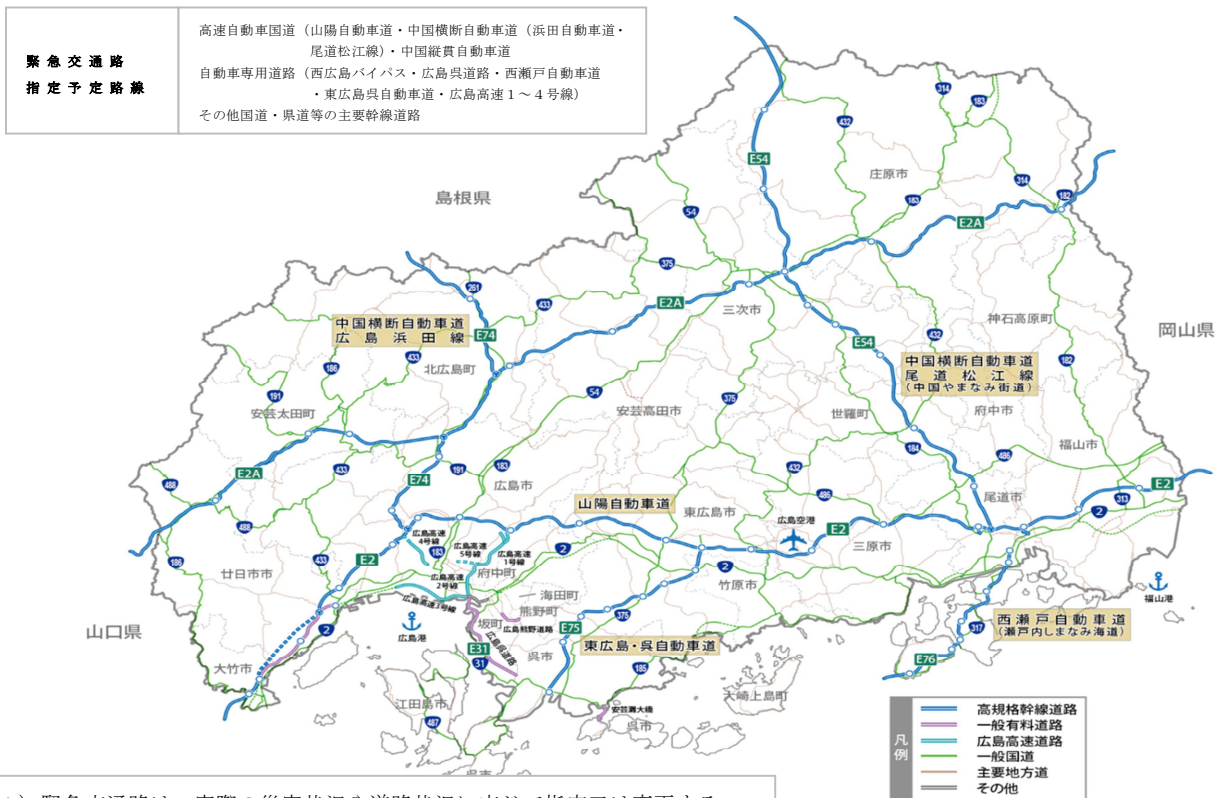 緊急交通路
指定予定路線
高速自動車国道（山陽自動車道・中国横断自動車道（浜田自動車道・
尾道松江線）・中国縦貫自動車道
自動車専用道路（西広島バイパス・広島呉道路・西瀬戸自動車道
・東広島呉自動車道・広島高速１～４号線）
その他国道・県道等の主要幹線道路
314
183
432
E54
庄原市
島根県
314
182
183
54
E2A
375
261
433
E2A
三次市
神石高原町
岡山県
中国横断自動車道
広島浜田線
E74
E54
432
433
北広島町
186
中国横断自動車道
尾道松江線
（中国やまなみ街道）
182
191
54
375
安芸太田町
安芸高田市
世羅町
府中市
福山市
184
486
E2A
433
191
183
432
488
E74
広島市
486
尾道市
E2
313
山陽自動車道
東広島市
広島空港
2
488
E2
三原市
広島高速
4号線
183
広島高速
5号線
広島高速
1号線
2
186
433
E2
府中町
2
廿日市市
広島高速
2号線
海田町
竹原市
福山港
広島高速3号線
熊野町
坂町
広島熊野道路
375
山口県
2
広島港
E75
317
西瀬戸自動車道
（瀬戸内しまなみ海道）
広島呉道路
E31
31
呉市
東広島・呉自動車道
大竹市
185
E76
江田島市
大崎上島町
安芸灘大橋
呉市
487
呉市
凡例
高規格幹線道路
一般有料道路
広島高速道路
一般国道
主要地方道
その他